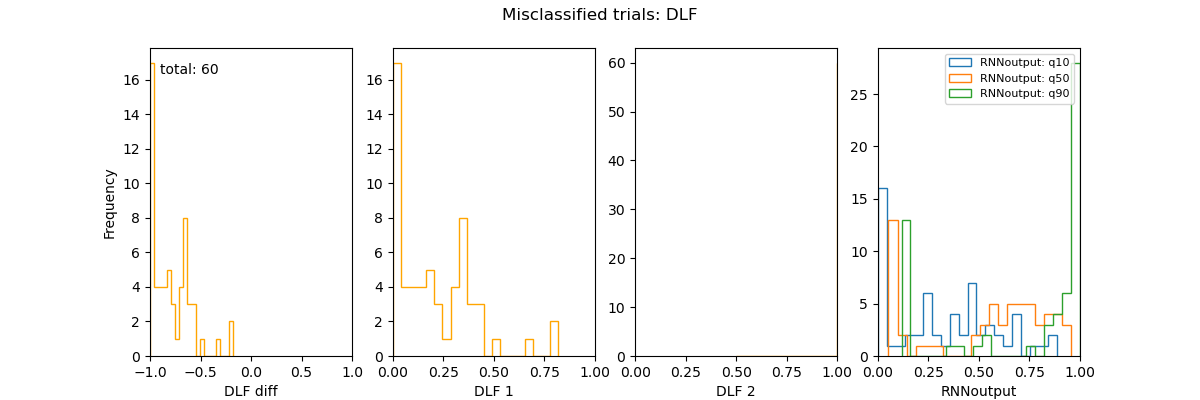 Misclassified trials: DLF
total: 60
Frequency
16
14
12
10
8
6
4
2
0
−1.0 −0.5 0.0 0.5 1.0
DLF diff
16
14
12
10
8
6
4
2
0
0.00 0.25 0.50 0.75 1.00
DLF 1
60
50
40
30
20
10
0
0.00 0.25 0.50 0.75 1.00
DLF 2
RNNoutput: q10
RNNoutput: q50
RNNoutput: q90
25
20
15
10
5
0
0.00 0.25 0.50 0.75 1.00
RNNoutput